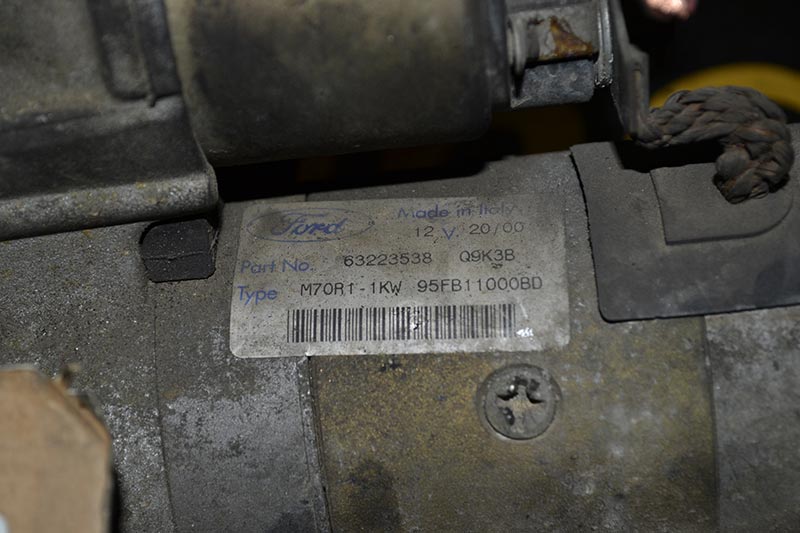 Ford Made in Italy
12 V. 20/00
Part No. 63223538 Q9K3B
Type M70R1-1KW 95FB11000BD